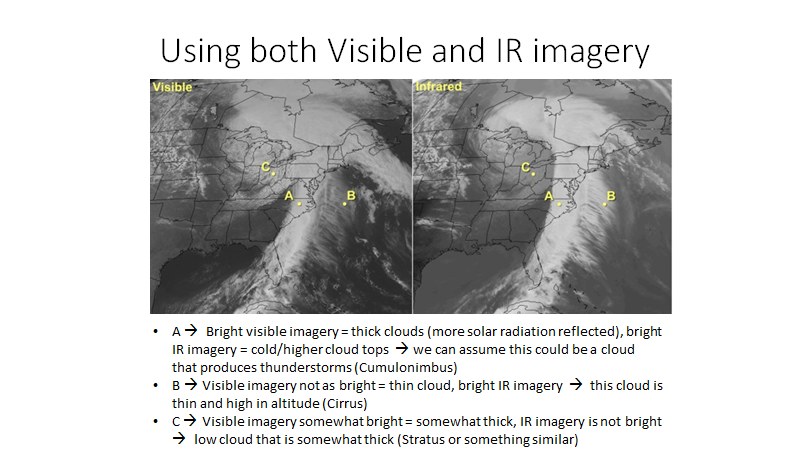 Using both Visible and IR imagery
Visible
Infrared
C
A
B
C
A
B
• A → Bright visible imagery = thick clouds (more solar radiation reflected), bright
IR imagery = cold/higher cloud tops → we can assume this could be a cloud
that produces thunderstorms (Cumulonimbus)
• B → Visible imagery not as bright = thin cloud, bright IR imagery → this cloud is
thin and high in altitude (Cirrus)
• C → Visible imagery somewhat bright = somewhat thick, IR imagery is not bright
→ low cloud that is somewhat thick (Stratus or something similar)